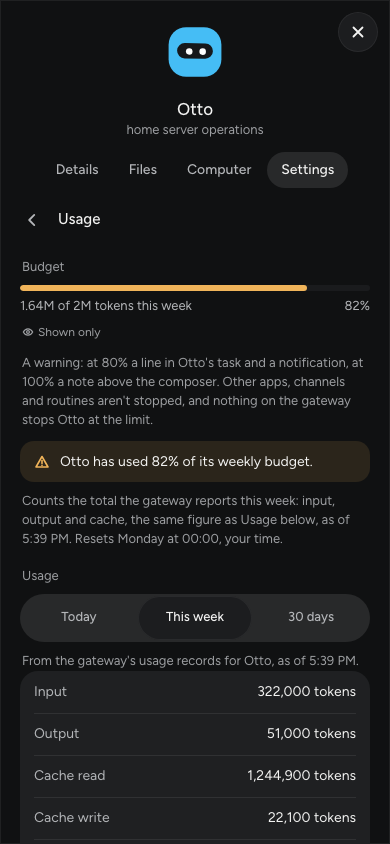 Otto
home server operations
Details
Files
Computer
Settings
Usage
Budget
1.64M of 2M tokens this week
82%
Shown only
A warning: at 80% a line in Otto's task and a notification, at
100% a note above the composer. Other apps, channels
and routines aren't stopped, and nothing on the gateway
stops Otto at the limit.
Otto has used 82% of its weekly budget.
Counts the total the gateway reports this week: input,
output and cache, the same figure as Usage below, as of
5:39 PM. Resets Monday at 00:00, your time.
Usage
Today
This week
30 days
From the gateway's usage records for Otto, as of 5:39 PM.
Input
322,000 tokens
Output
51,000 tokens
Cache read
1,244,900 tokens
Cache write
22,100 tokens